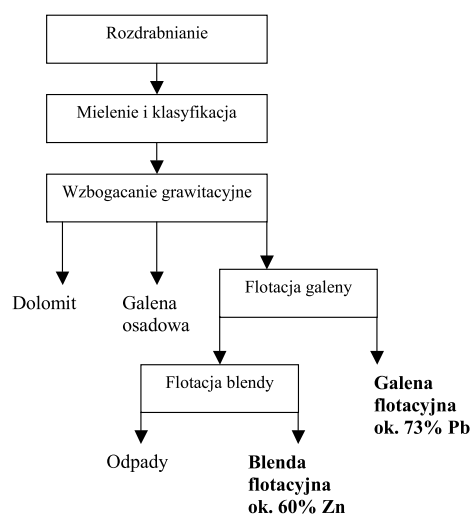 Rozdrabnianie
Mielenie i klasyfikacja
Wzbogacanie grawitacyjne
Dolomit
Galena
osadowa
Flotacja galeny
Flotacja blendy
Galena
flotacyjna
ok. 73% Pb
Odpady
Blenda
flotacyjna
ok. 60% Zn